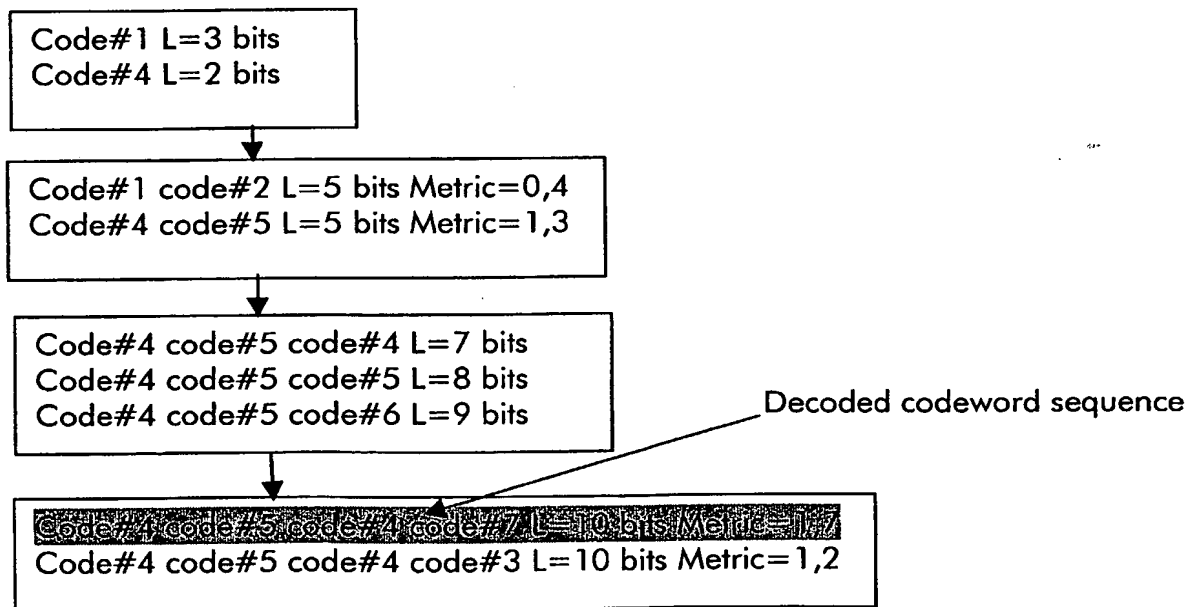 Code#1 L=3 bits
Code#4 L=2 bits
Code#1 code#2 L=5 bits Metric=0,4
Code#4 code#5 L=5 bits Metric=1,3
Code#4 code#5 code#4 L=7 bits
Code#4 code#5 code#5 L=8 bits
Code#4 code#5 code#6 L=9 bits
Decoded codeword sequence
Code#4 code#5 code#4 code#7 L=10 bits Metric=1,7
Code#4 code#5 code#4 code#3 L=10 bits Metric=1,2